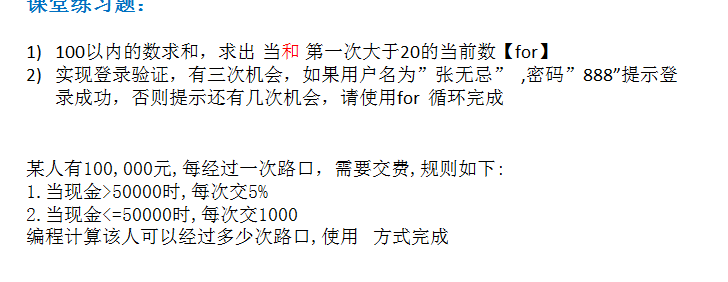 课堂练习题：
1) 100以内的数求和，求出 当和 第一次大于20的当前数【for】
2) 实现登录验证，有三次机会，如果用户名为”张无忌” ,密码”888”提示登
录成功，否则提示还有几次机会，请使用for 循环完成
某人有100,000元,每经过一次路口，需要交费,规则如下:
1.当现金>50000时,每次交5%
2.当现金<=50000时,每次交1000
编程计算该人可以经过多少次路口,使用 方式完成